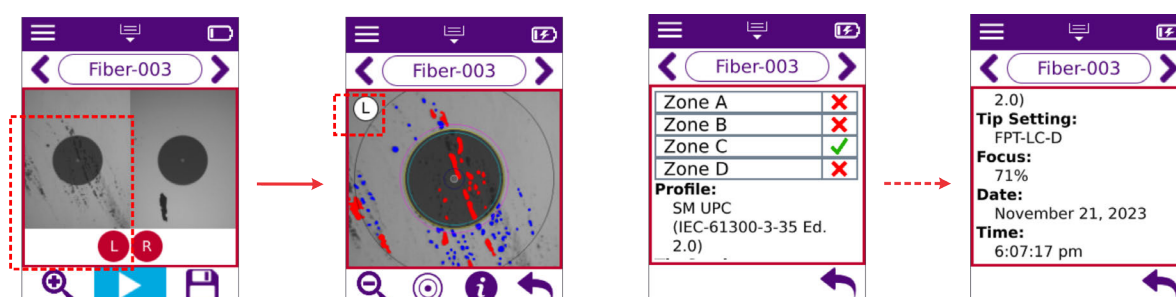 Fiber-003
L R
Fiber-003
L
Fiber-003
Zone A
Zone B
Zone C
Zone D
Profile:
SM UPC
(IEC-61300-3-35 Ed.
2.0)
Fiber-003
2.0)
Tip Setting:
FPT-LC-D
Focus:
71%
Date:
November 21, 2023
Time:
6:07:17 pm